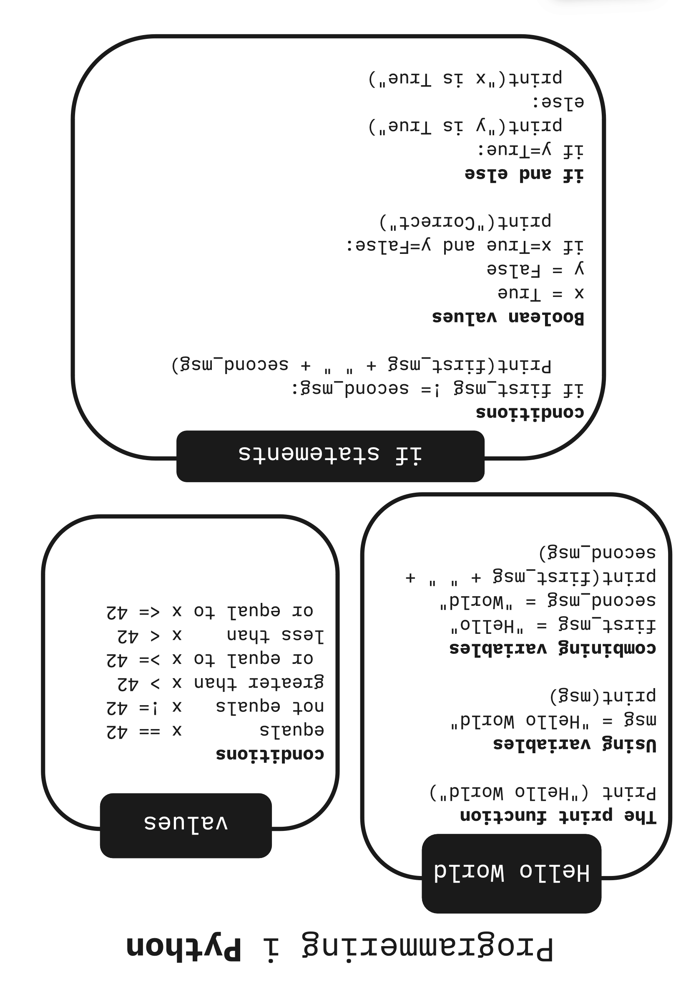 Programmering i Python
Hello World
The print function
Print ("Hello World")
Using variables
msg = "Hello World"
print(msg)
combining variables
first_msg = "Hello"
second_msg = "World"
print(first_msg + " " +
second_msg)
values
conditions
equals       x == 42
not equals   x != 42
greater than x > 42
 or equal to x >= 42
less than    x < 42
 or equal to x <= 42
if statements
conditions
if first_msg != second_msg:
   Print(first_msg + " " + second_msg)
Boolean values
x = True
y = False
if x=True and y=False:
   print("Correct")
if and else
if y=True:
  print("y is True")
else:
  print("x is True")